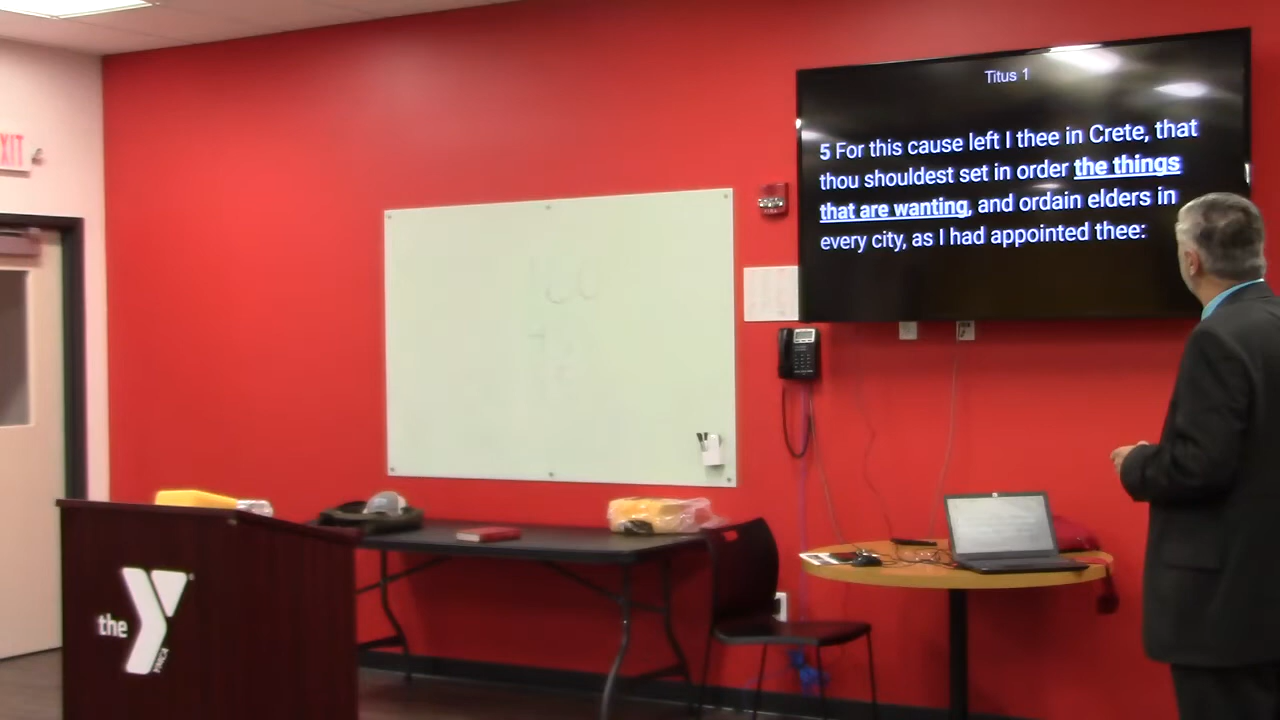 EXIT
Titus 1
5 For this cause left I thee in Crete, that
thou shouldest set in order the things
that are wanting, and ordain elders in
every city, as I had appointed thee:
the
YMCA